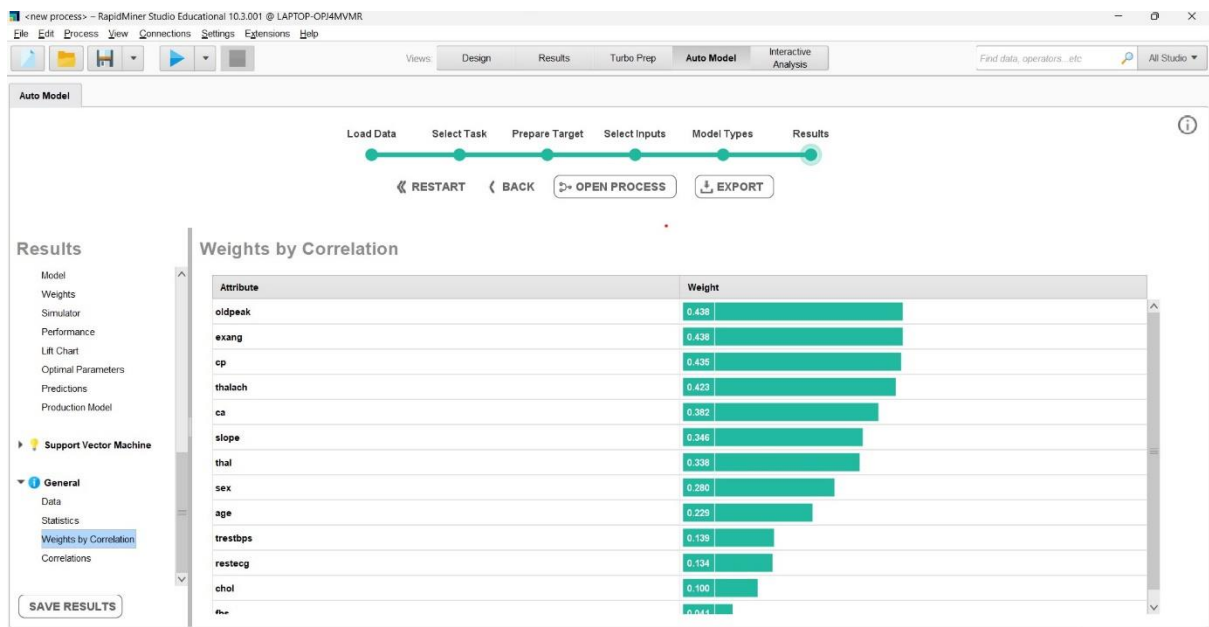 <new process> – RapidMiner Studio Educational 10.3.001 @ LAPTOP-OPJ4MVMR
File Edit Process View Connections Settings Extensions Help
Views: Design Results Turbo Prep Auto Model Interactive Analysis
Find data, operators...etc All Studio
Auto Model
Load Data Select Task Prepare Target Select Inputs Model Types Results
RESTART BACK OPEN PROCESS EXPORT
Results
Model
Weights
Simulator
Performance
Lift Chart
Optimal Parameters
Predictions
Production Model
Support Vector Machine
General
Data
Statistics
Weights by Correlation
Correlations
SAVE RESULTS
Weights by Correlation
Attribute Weight
oldpeak 0.438
exang 0.438
cp 0.435
thalach 0.423
ca 0.382
slope 0.346
thal 0.338
sex 0.280
age 0.229
trestbps 0.139
restecg 0.134
chol 0.100
fbs 0.041